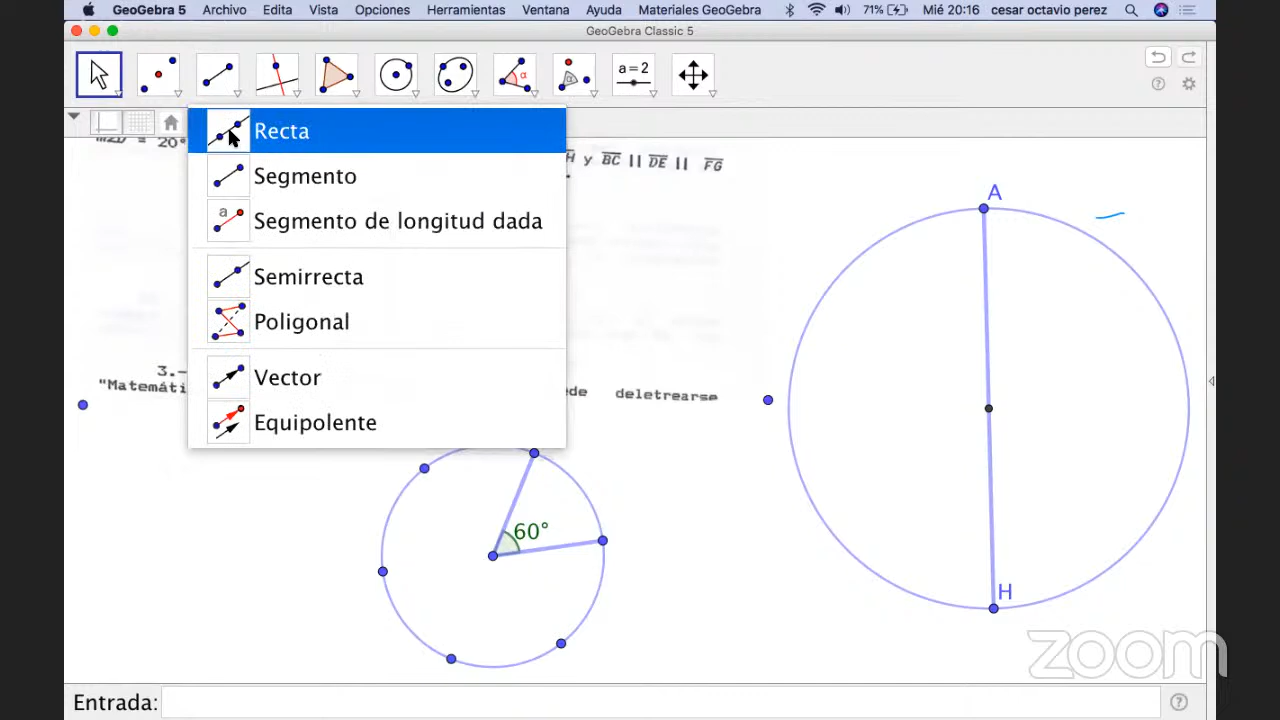 GeoGebra 5 Archivo Edita Vista Opciones Herramientas Ventana Ayuda Materiales GeoGebra 71% Mié 20:16 cesar octavio perez
GeoGebra Classic 5
α α a=2
Recta
Segmento
a Segmento de longitud dada
Semirrecta
Poligonal
Vector
Equipolente
= 20°
H y BC || DE || FG
3.-
"Matemáti
deletrearse
A
60°
H
zoom
Entrada: